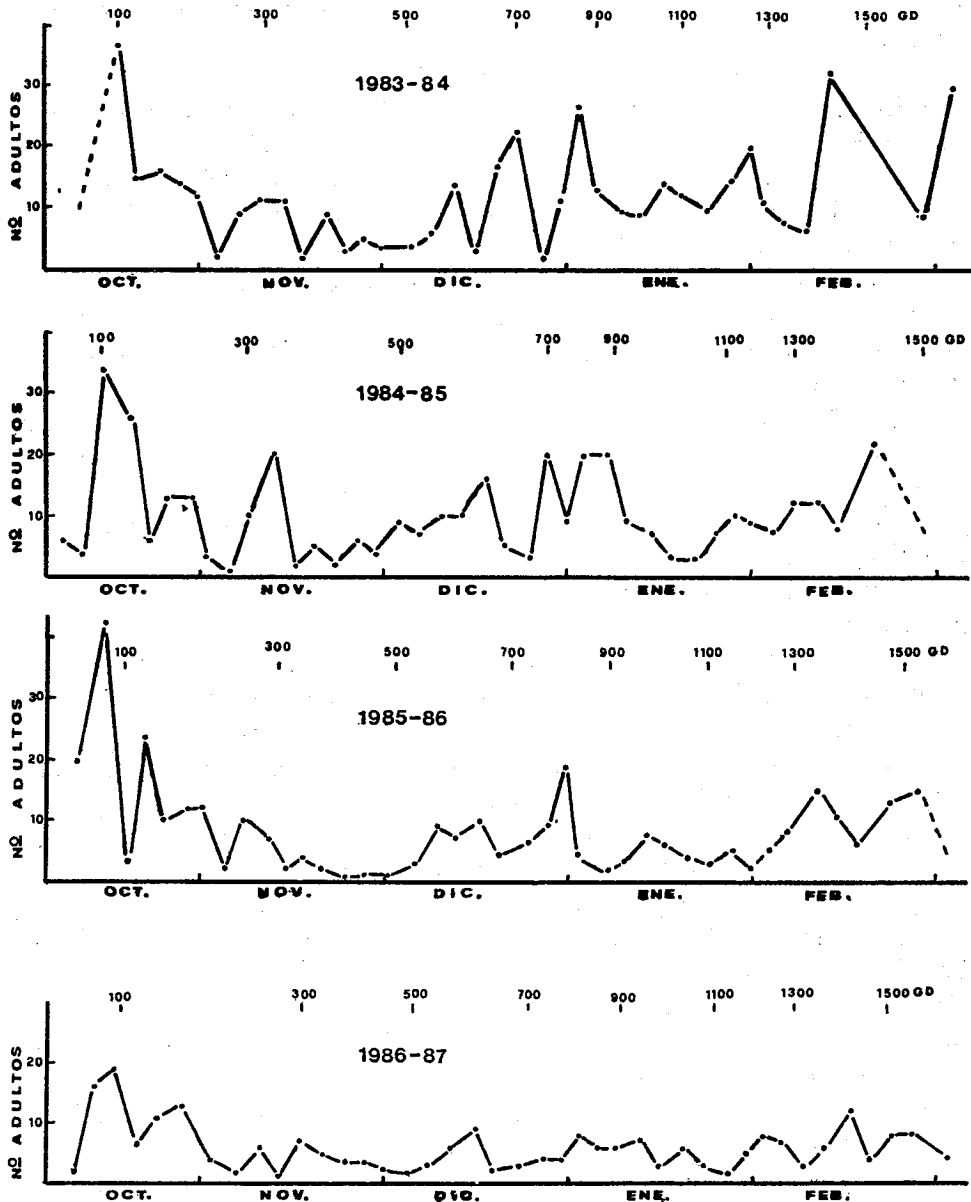 100 300 500 700 900 1100 1300 1500 GD
1983-84
Nº ADULTOS
30
20
10
OCT. NOV. DIC. ENE. FEB.
100 300 500 700 900 1100 1300 1500 GD
1984-85
Nº ADULTOS
30
20
10
OCT. NOV. DIC. ENE. FEB.
100 300 500 700 900 1100 1300 1500 GD
1985-86
Nº ADULTOS
30
20
10
OCT. NOV. DIC. ENE. FEB.
100 300 500 700 900 1100 1300 1500 GD
1986-87
Nº ADULTOS
20
10
OCT. NOV. DIC. ENE. FEB.